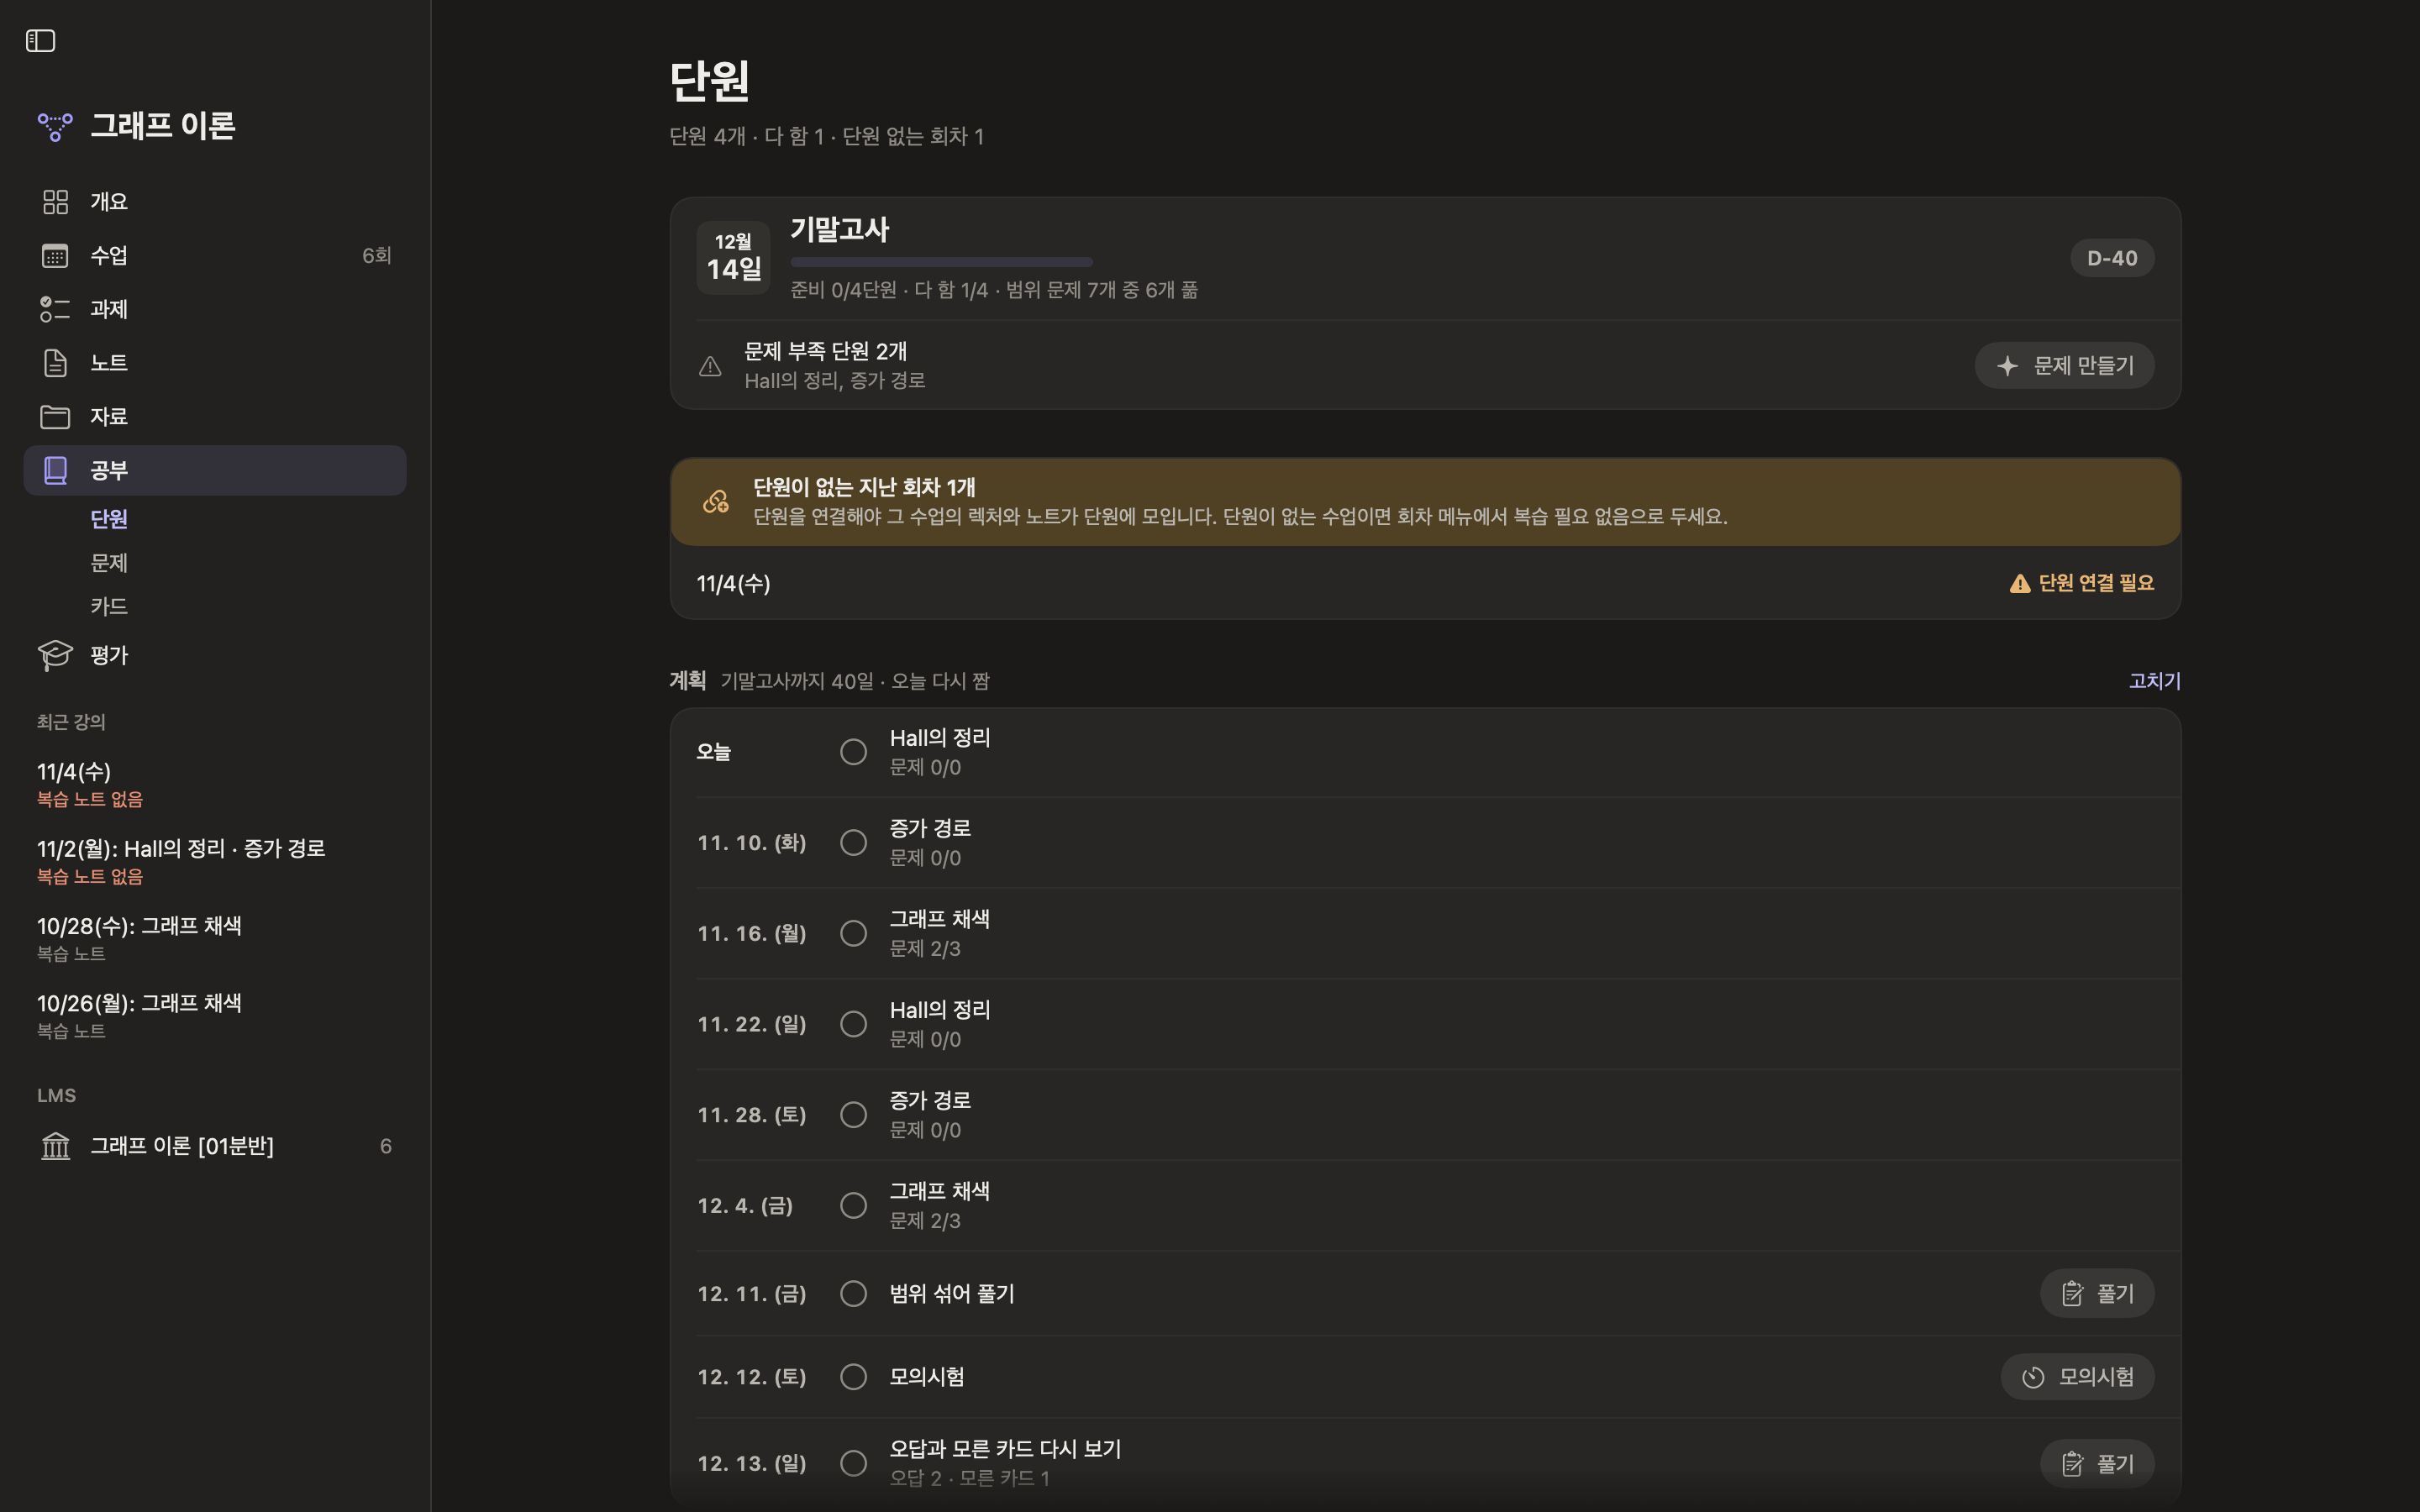 그래프 이론
개요
수업 6회
과제
노트
자료
공부
단원
문제
카드
평가
최근 강의
11/4(수)
복습 노트 없음
11/2(월): Hall의 정리 · 증가 경로
복습 노트 없음
10/28(수): 그래프 채색
복습 노트
10/26(월): 그래프 채색
복습 노트
LMS
그래프 이론 [01분반] 6
단원
단원 4개 · 다 함 1 · 단원 없는 회차 1
12월
14일
기말고사
준비 0/4단원 · 다 함 1/4 · 범위 문제 7개 중 6개 풂
D-40
문제 부족 단원 2개
Hall의 정리, 증가 경로
문제 만들기
단원이 없는 지난 회차 1개
단원을 연결해야 그 수업의 렉처와 노트가 단원에 모입니다. 단원이 없는 수업이면 회차 메뉴에서 복습 필요 없음으로 두세요.
11/4(수) 단원 연결 필요
계획 기말고사까지 40일 · 오늘 다시 짬 고치기
오늘 Hall의 정리
문제 0/0
11. 10. (화) 증가 경로
문제 0/0
11. 16. (월) 그래프 채색
문제 2/3
11. 22. (일) Hall의 정리
문제 0/0
11. 28. (토) 증가 경로
문제 0/0
12. 4. (금) 그래프 채색
문제 2/3
12. 11. (금) 범위 섞어 풀기 풀기
12. 12. (토) 모의시험 모의시험
12. 13. (일) 오답과 모른 카드 다시 보기 풀기
오답 2 · 모른 카드 1